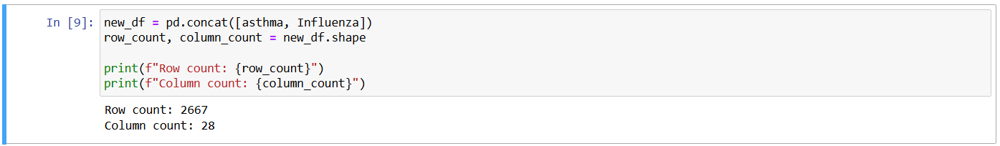 In [9]: new_df = pd.concat([asthma, Influenza])
row_count, column_count = new_df.shape
print(f"Row count: {row_count}")
print(f"Column count: {column_count}")
Row count: 2667
Column count: 28